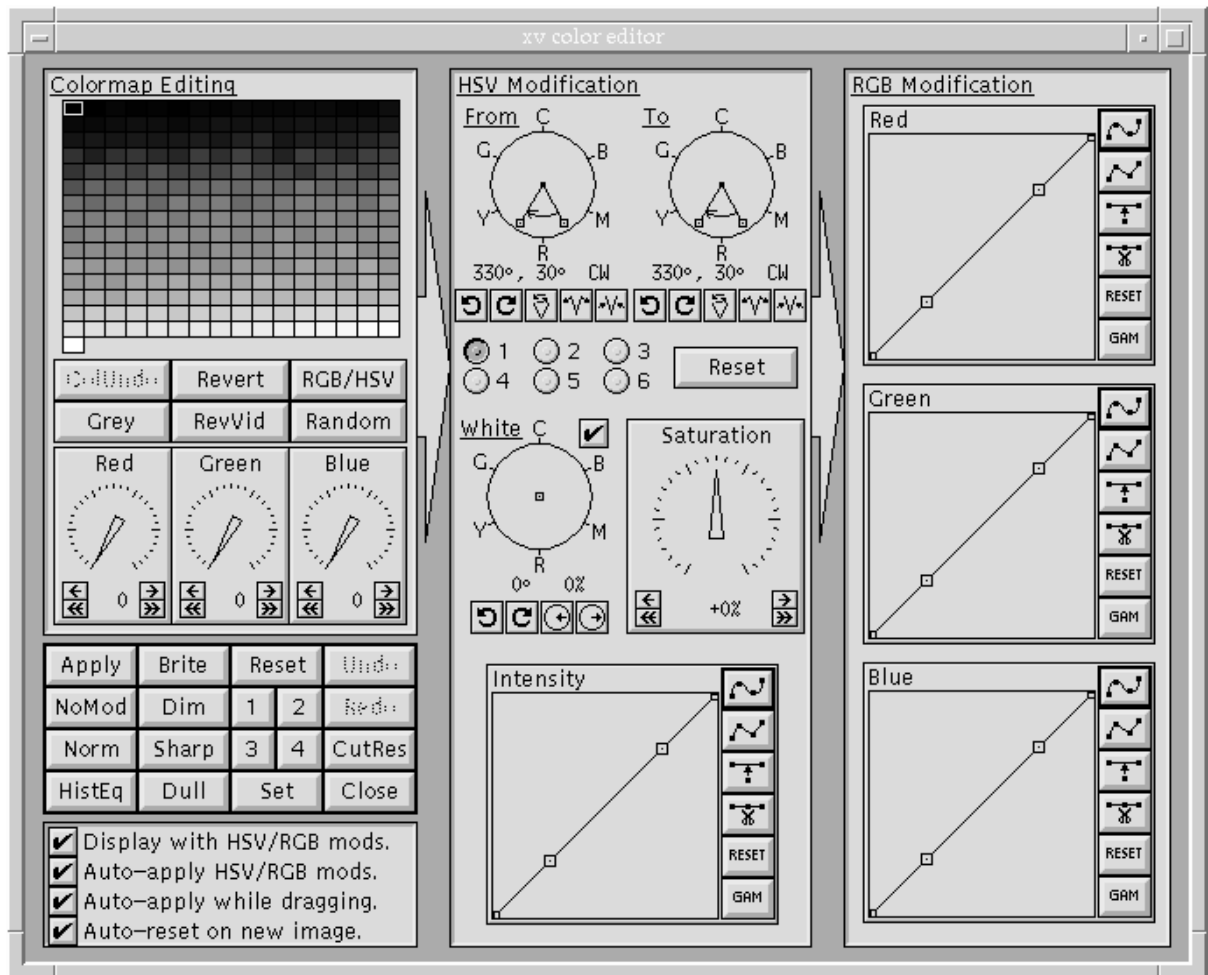 xv color editor
Colormap Editing
ColUndo Revert RGB/HSV
Grey RevVid Random
Red Green Blue
0 0 0
Apply Brite Reset Undo
NoMod Dim 1 2 Redo
Norm Sharp 3 4 CutRes
HistEq Dull Set Close
Display with HSV/RGB mods.
Auto-apply HSV/RGB mods.
Auto-apply while dragging.
Auto-reset on new image.
HSV Modification
From C To C
G B G B
Y M Y M
R R
330°, 30° CW 330°, 30° CW
1 2 3
4 5 6
Reset
White C
G B
Y M
R
0° 0%
Saturation
+0%
Intensity
RESET
GAM
RGB Modification
Red
RESET
GAM
Green
RESET
GAM
Blue
RESET
GAM